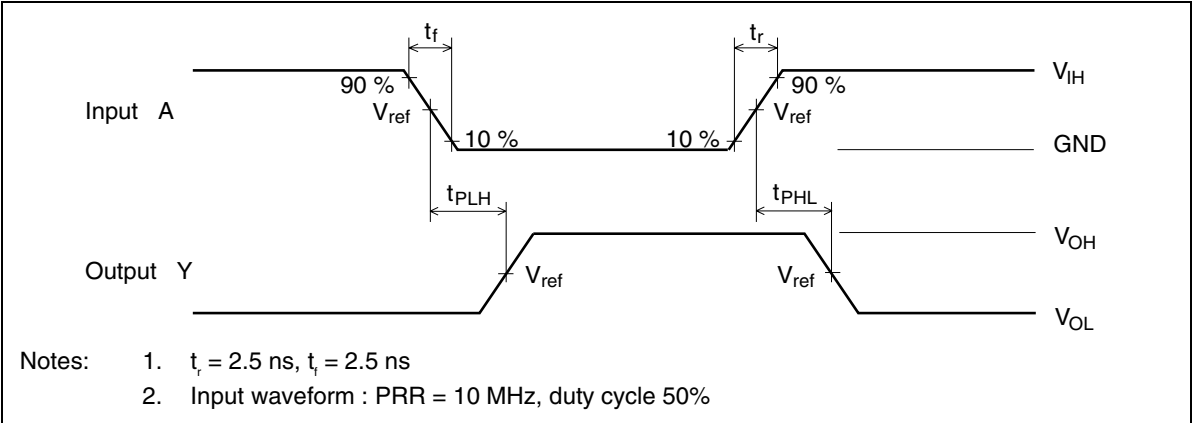 tf
tr
90 %
90 %
VIH
Input A
Vref
Vref
10 %
10 %
GND
tPLH
tPHL
VOH
Output Y
Vref
Vref
VOL
Notes: 1. tr = 2.5 ns, tf = 2.5 ns
2. Input waveform : PRR = 10 MHz, duty cycle 50%